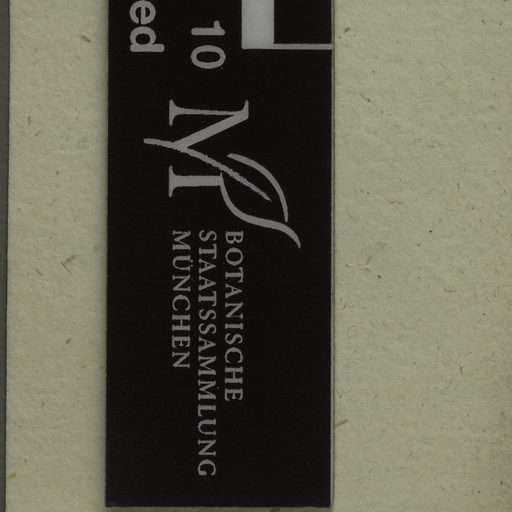 10
ed
BOTANISCHE
STAATSSAMMLUNG
MÜNCHEN